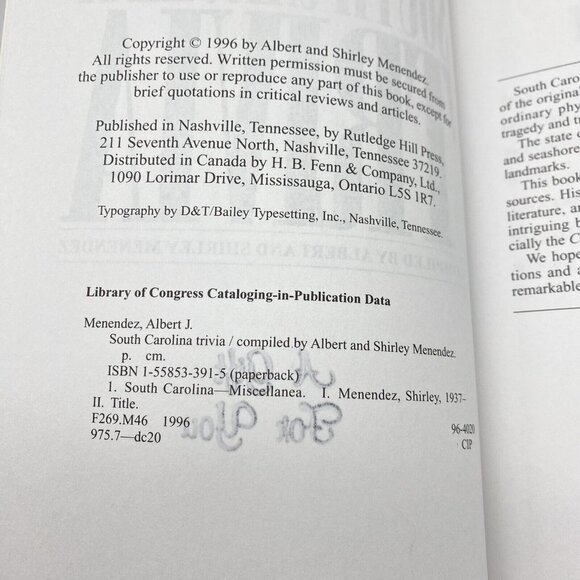 Copyright © 1996 by Albert and Shirley Menendez.
All rights reserved. Written permission must be secured from
the publisher to use or reproduce any part of this book, except for
brief quotations in critical reviews and articles.
Published in Nashville, Tennessee, by Rutledge Hill Press,
211 Seventh Avenue North, Nashville, Tennessee 37219.
Distributed in Canada by H. B. Fenn & Company, Ltd.,
1090 Lorimar Drive, Mississauga, Ontario L5S 1R7.
Typography by D&T/Bailey Typesetting, Inc., Nashville, Tennessee.
Library of Congress Cataloging-in-Publication Data
Menendez, Albert J.
South Carolina trivia / compiled by Albert and Shirley Menendez.
p. cm.
ISBN 1-55853-391-5 (paperback)
1. South Carolina—Miscellanea. I. Menendez, Shirley, 1937-
II. Title.
F269.M46 1996
975.7—dc20
96-4020
CIP
A Gift
For You
South Carol
of the origina
ordinary phy
tragedy and tr
The state
and seashore
landmarks.
This book
sources. His
literature, an
intriguing b
cially the C
We hope
tions and a
remarkable